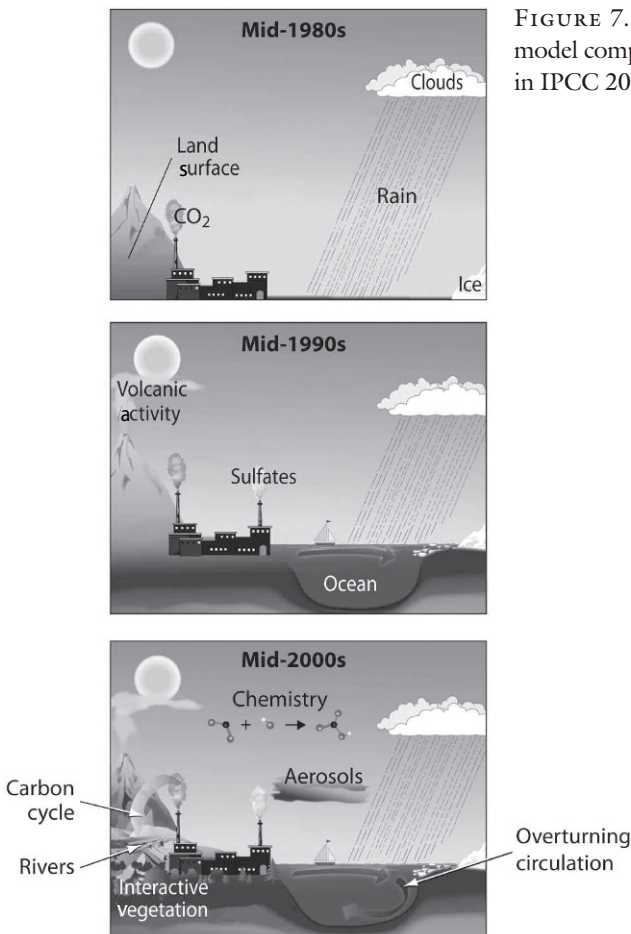 FIGURE 7.
model comp
in IPCC 20
Mid-1980s
Clouds
Land
surface
CO₂
Rain
Ice
Mid-1990s
Volcanic
activity
Sulfates
Ocean
Mid-2000s
Chemistry
+
Aerosols
Carbon
cycle
Rivers
Interactive
vegetation
Overturning
circulation